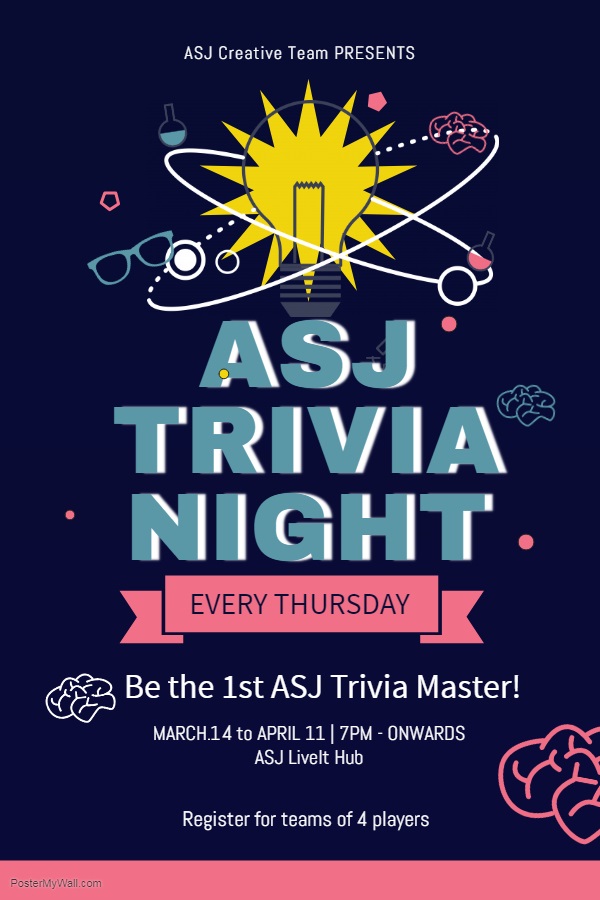 ASJ Creative Team PRESENTS
ASJ
TRIVIA
NIGHT
EVERY THURSDAY
Be the 1st ASJ Trivia Master!
MARCH.14 to APRIL 11 | 7PM - ONWARDS
ASJ LiveIt Hub
Register for teams of 4 players
PosterMyWall.com